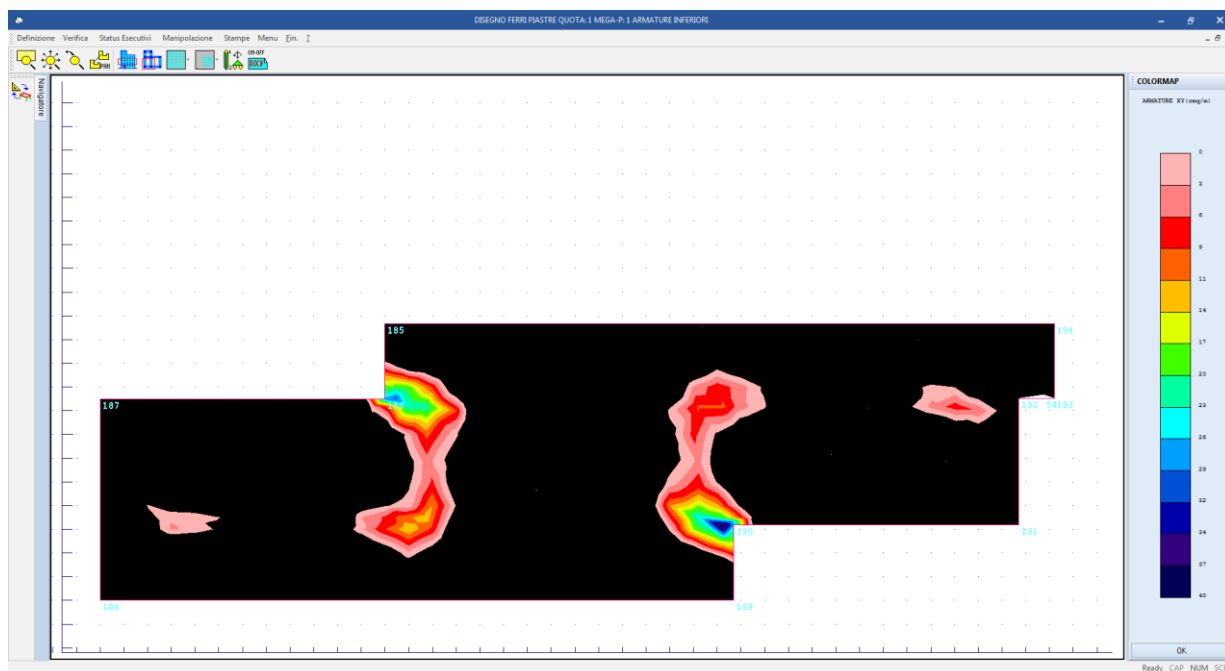 DISEGNO FERRI PIASTRE QUOTA: 1 MEGA-P: 1 ARMATURE INFERIORI
Definizione Verifica Status Esecutivi Manipolazione Stampe Menu Fin. ?
ON-OFF
DXF
Navigatore
COLORMAP
ARMATURE XY(cmq/m)
0
3
6
9
11
14
17
20
23
26
29
32
34
37
40
185
194
187
192
193
190
191
188
189
OK
Ready CAP NUM